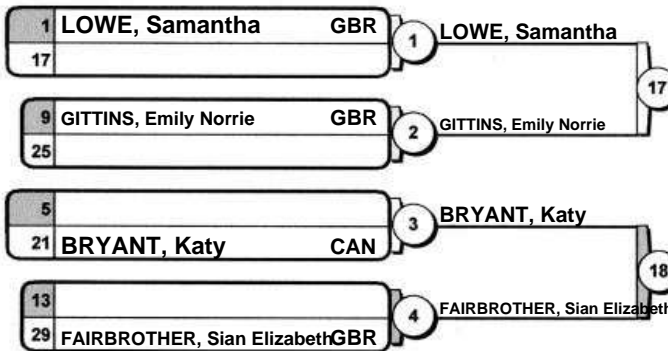 1 LOWE, Samantha GBR 1 LOWE, Samantha
17
17
9 GITTINS, Emily Norrie GBR 2 GITTINS, Emily Norrie
25
5 3 BRYANT, Katy
21 BRYANT, Katy CAN
18
13 4 FAIRBROTHER, Sian Elizabeth
29 FAIRBROTHER, Sian Elizabeth GBR